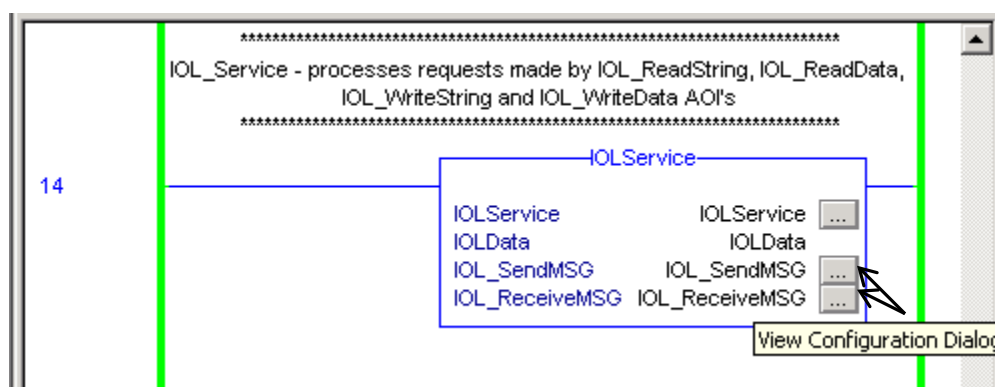 ***************************************************************************
IOL_Service - processes requests made by IOL_ReadString, IOL_ReadData,
IOL_WriteString and IOL_WriteData AOI's
***************************************************************************
IOLService
14
IOLService IOLService ...
IOLData IOLData
IOL_SendMSG IOL_SendMSG ...
IOL_ReceiveMSG IOL_ReceiveMSG ...
View Configuration Dialog